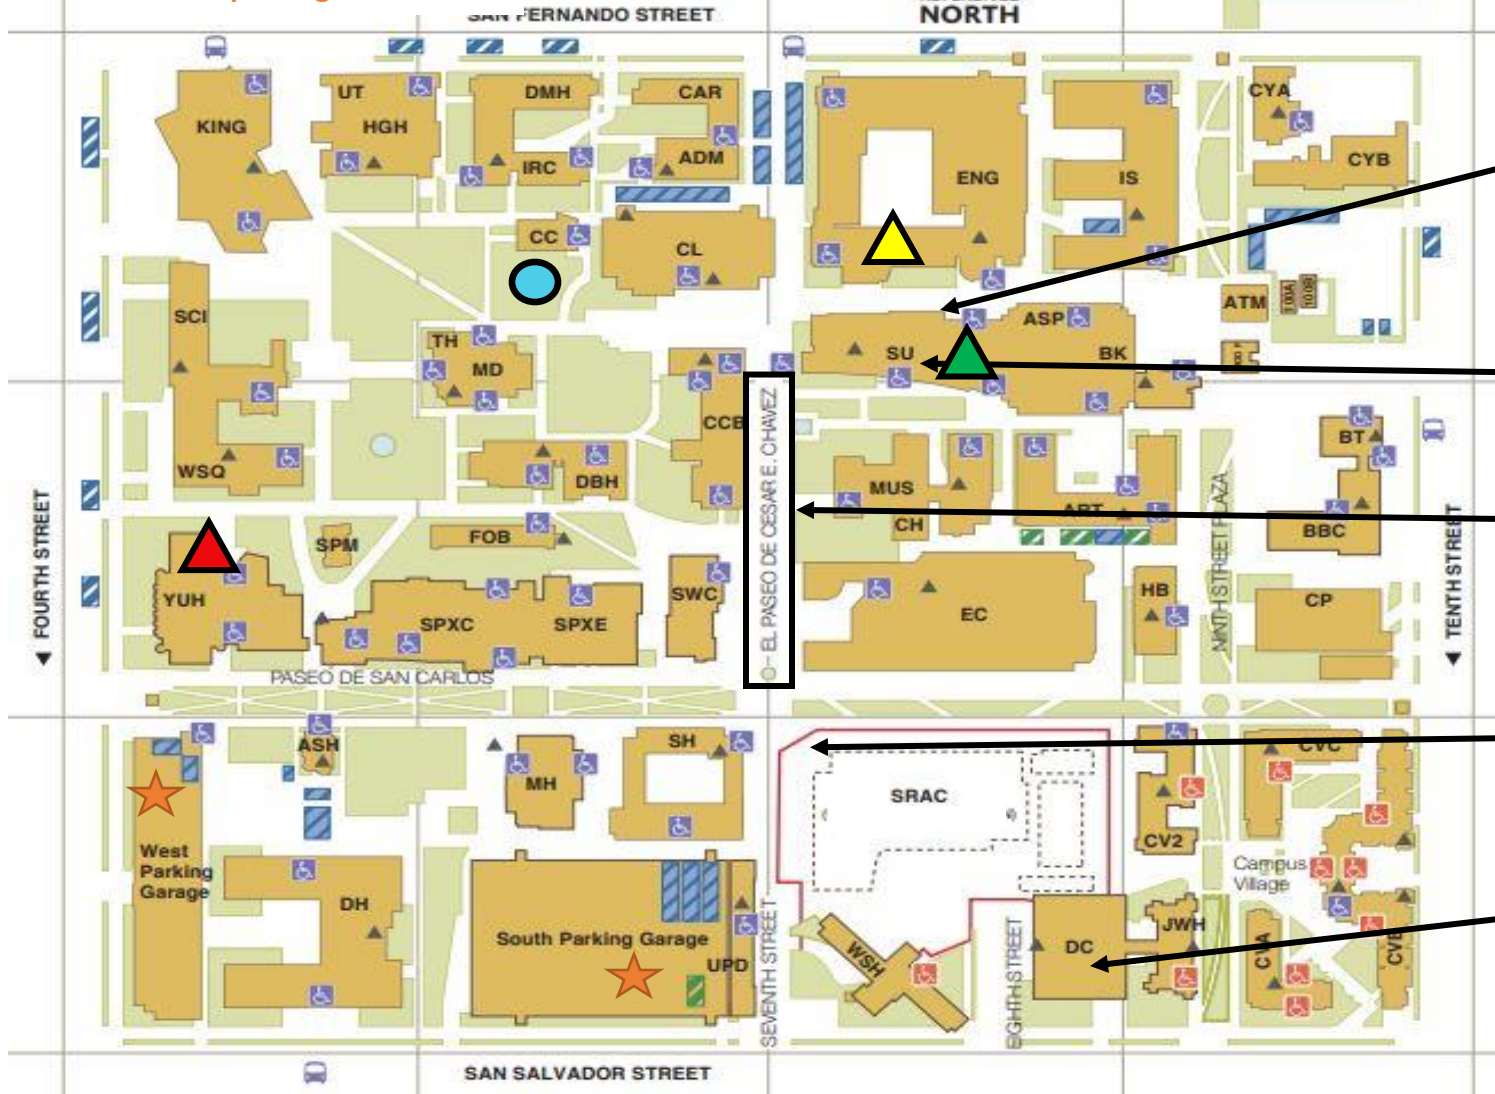 SAN FERNANDO STREET
NORTH
KING
UT
HGH
DMH
IRC
CAR
ADM
ENG
IS
CYA
CYB
CC
CL
SCI
TH
MD
SU
ASP
BK
ATM
100A
100B
CCB
WSQ
DBH
MUS
CH
ART
BT
BBC
FOURTH STREET
EL PASEO DE CESAR E. CHAVEZ
NINTH STREET PLAZA
TENTH STREET
YUH
SPM
FOB
SPXC
SPXE
SWC
EC
HB
CP
PASEO DE SAN CARLOS
ASH
MH
SH
SRAC
CV2
CVC
West
Parking
Garage
DH
South Parking Garage
UPD
SEVENTH STREET
WSH
EIGHTH STREET
DC
JWH
Campus
Village
CVA
CVB
SAN SALVADOR STREET